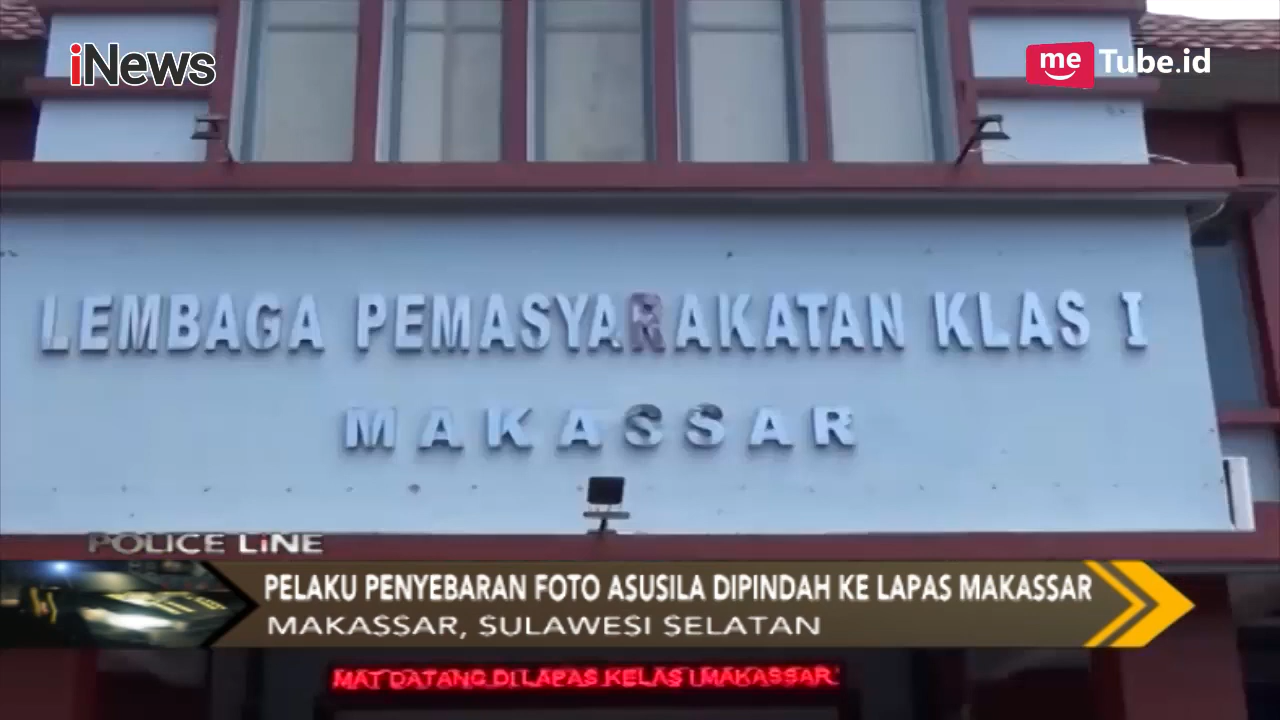 iNews
me Tube.id
LEMBAGA PEMASYARAKATAN KLAS I
MAKASSAR
POLICE LINE
PELAKU PENYEBARAN FOTO ASUSILA DIPINDAH KE LAPAS MAKASSAR
MAKASSAR, SULAWESI SELATAN
MAT DATANG DI LAPAS KELAS I MAKASSAR